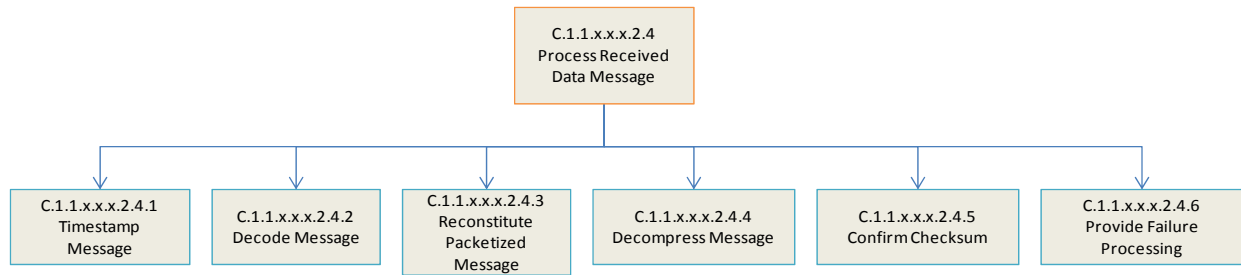 C.1.1.x.x.x.2.4
Process Received
Data Message
C.1.1.x.x.x.2.4.1
Timestamp
Message
C.1.1.x.x.x.2.4.2
Decode Message
C.1.1.x.x.x.2.4.3
Reconstitute
Packetized
Message
C.1.1.x.x.x.2.4.4
Decompress Message
C.1.1.x.x.x.2.4.5
Confirm Checksum
C.1.1.x.x.x.2.4.6
Provide Failure
Processing